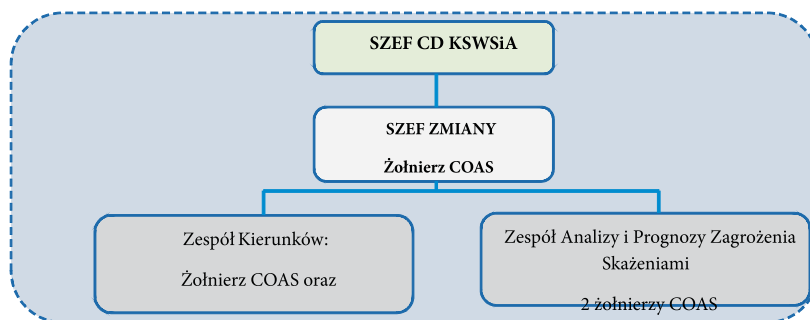 SZEF CD KSWSiA
SZEF ZMIANY
Żołnierz COAS
Zespół Kierunków:
Żołnierz COAS oraz
Zespół Analizy i Prognozy Zagrożenia
Skażeniami
2 żołnierzy COAS